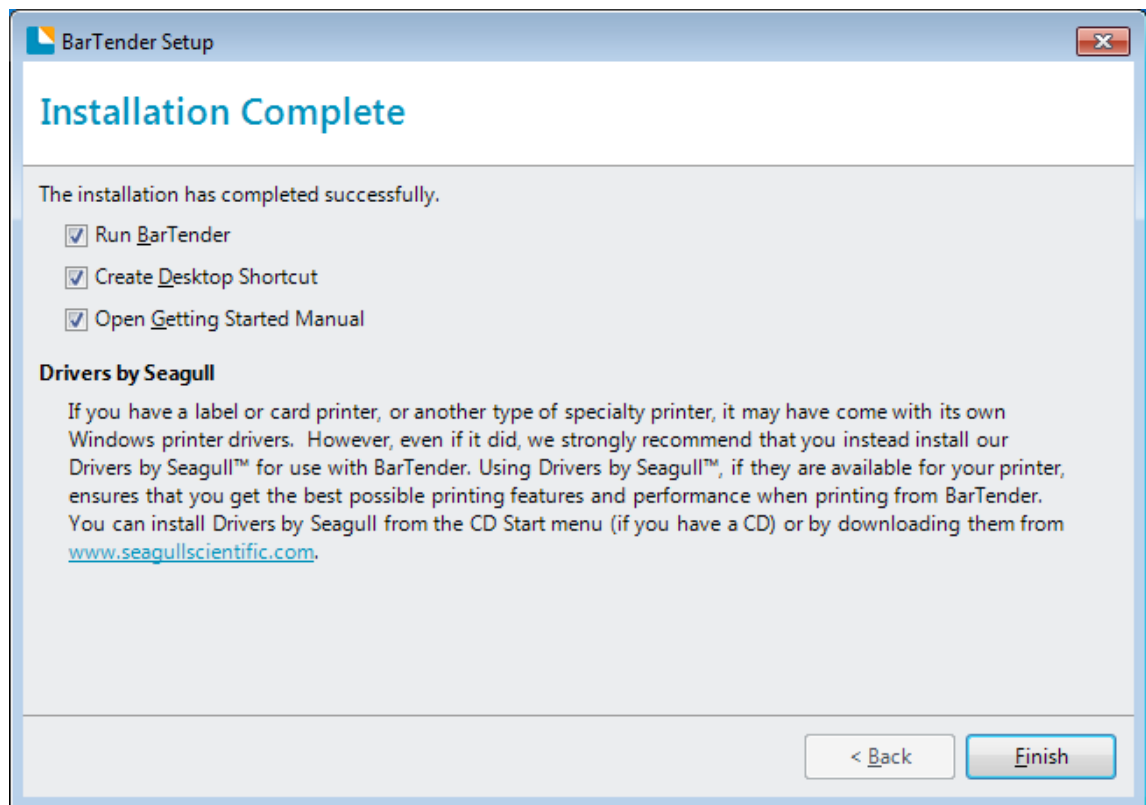 BarTender Setup
Installation Complete
The installation has completed successfully.
Run BarTender
Create Desktop Shortcut
Open Getting Started Manual
Drivers by Seagull
If you have a label or card printer, or another type of specialty printer, it may have come with its own
Windows printer drivers.  However, even if it did, we strongly recommend that you instead install our
Drivers by Seagull™ for use with BarTender. Using Drivers by Seagull™, if they are available for your printer,
ensures that you get the best possible printing features and performance when printing from BarTender.
You can install Drivers by Seagull from the CD Start menu (if you have a CD) or by downloading them from
www.seagullscientific.com.
< Back
Finish